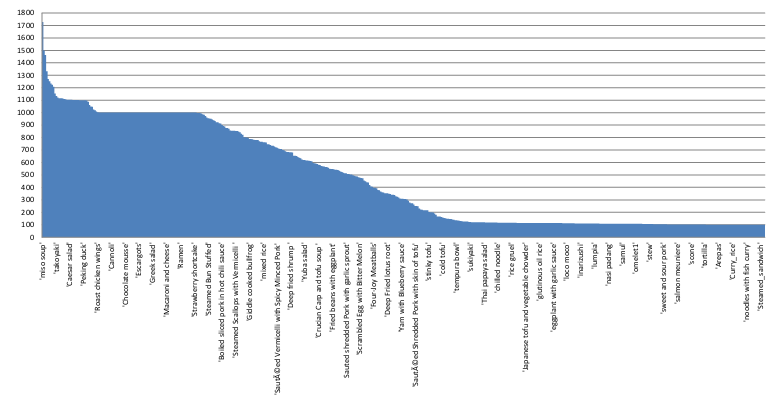 1800
1700
1600
1500
1400
1300
1200
1100
1000
900
800
700
600
500
400
300
200
100
0
'miso soup'
'takoyaki'
'Caesar salad'
'Peking duck'
'Roast chicken wings'
'Cannoli'
'Chocolate mousse'
'Escargots'
'Greek salad'
'Macaroni and cheese'
'Ramen'
'Strawberry shortcake'
'Steamed Bun Stuffed'
'Boiled sliced pork in hot chili sauce'
'Steamed Scallops with Vermicelli '
'Giddle cooked bullfrog'
'mixed rice'
'SautÃ©ed Vermicelli with Spicy Minced Pork'
'Deep fried shrump '
'Yuba salad'
'Crucian Carp and tofu soup'
'Fried beans with eggplant'
Sauted shredded Pork with garlic sprout'
'Scrambled Egg with Bitter Melon'
'Four-Joy Meatballs'
'Deep Fried lotus root'
'Yam with Blueberry sauce'
'SautÃ©ed Shredded Pork with skin of tofu'
'stinky tofu'
'cold tofu'
'tempura bowl'
'sukiyaki'
'Thai papaya salad'
'chilled noodle'
'rice gruel'
'Japanese tofu and vegetable chowder'
'glutinous oil rice'
'eggplant with garlic sauce'
'loco moco'
'inarizushi'
'lumpia'
'nasi padang'
'samul'
'omelet1'
'stew'
'sweet and sour pork'
'salmon meuniere'
'scone'
'tortilla'
'Arepas'
'Curry_rice'
'noodles with fish curry'
'Steamed_sandwich'